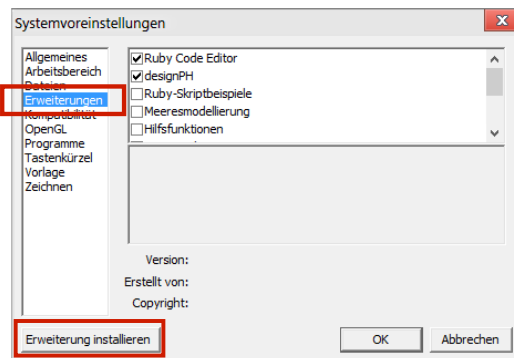 Systemvoreinstellungen
Allgemeines
Arbeitsbereich
Dateien
Erweiterungen
Kompatibilität
OpenGL
Programme
Tastenkürzel
Vorlage
Zeichnen
Ruby Code Editor
designPH
Ruby-Skriptbeispiele
Meeresmodellierung
Hilfsfunktionen
Version:
Erstellt von:
Copyright:
Erweiterung installieren
OK
Abbrechen